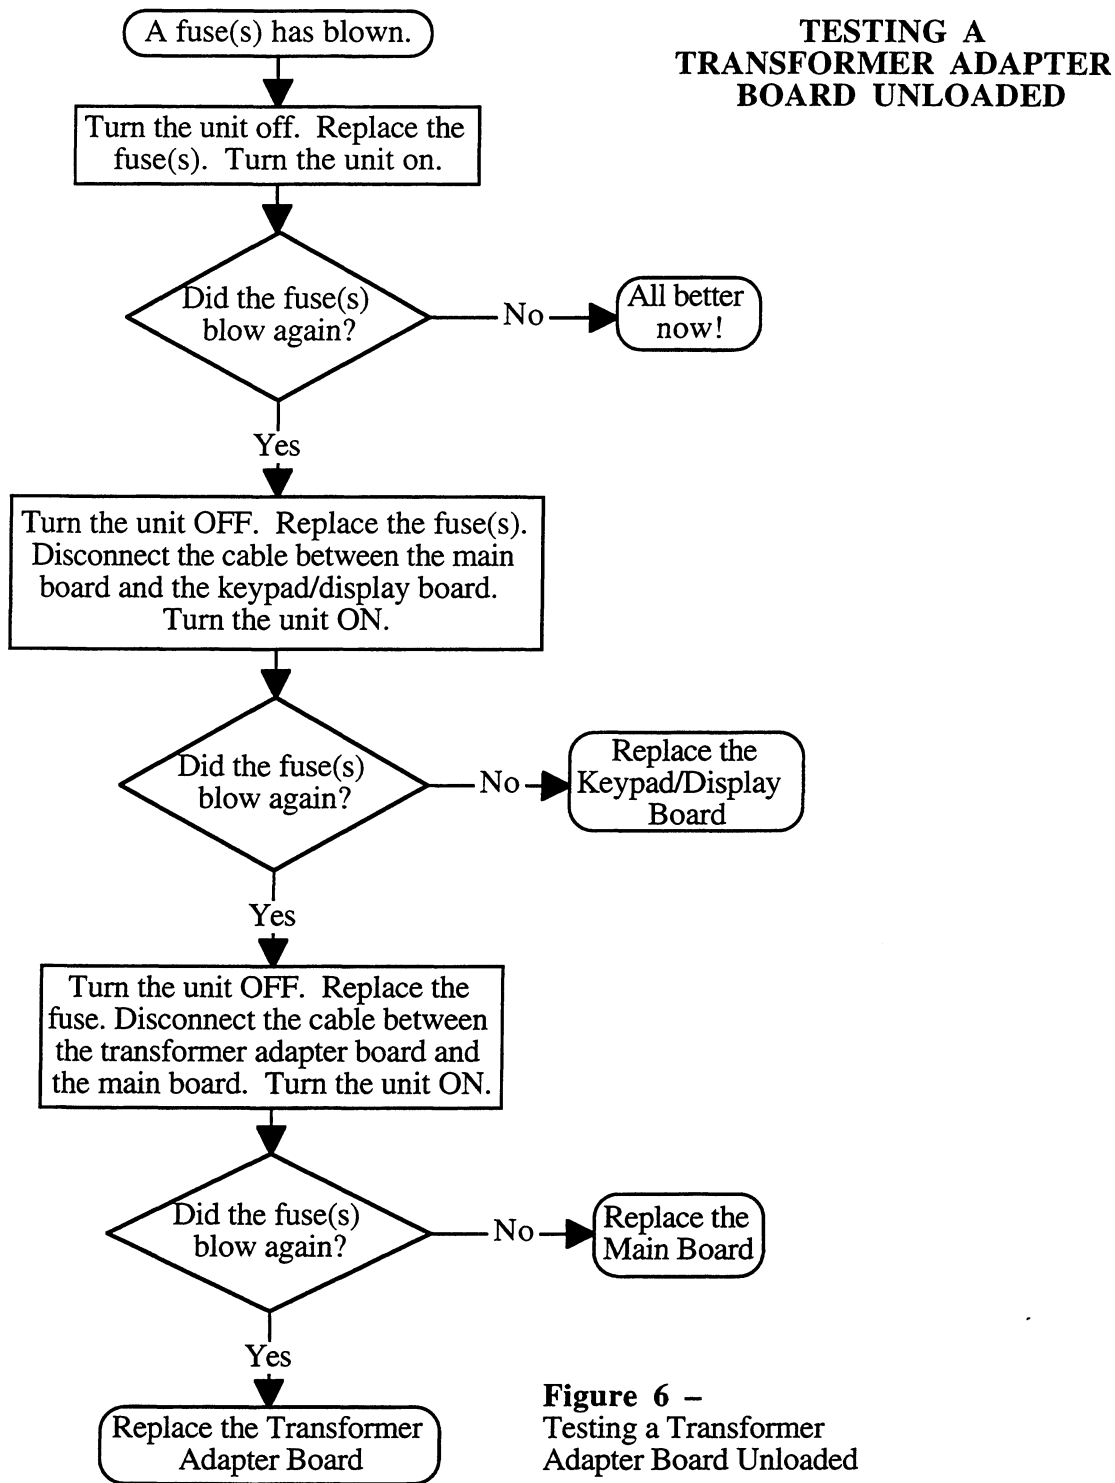 TESTING A
TRANSFORMER ADAPTER
BOARD UNLOADED
A fuse(s) has blown.
Turn the unit off. Replace the
fuse(s). Turn the unit on.
Did the fuse(s)
blow again?
No
All better
now!
Yes
Turn the unit OFF. Replace the fuse(s).
Disconnect the cable between the main
board and the keypad/display board.
Turn the unit ON.
Did the fuse(s)
blow again?
No
Replace the
Keypad/Display
Board
Yes
Turn the unit OFF. Replace the
fuse. Disconnect the cable between
the transformer adapter board and
the main board. Turn the unit ON.
Did the fuse(s)
blow again?
No
Replace the
Main Board
Yes
Replace the Transformer
Adapter Board
Figure 6 –
Testing a Transformer
Adapter Board Unloaded